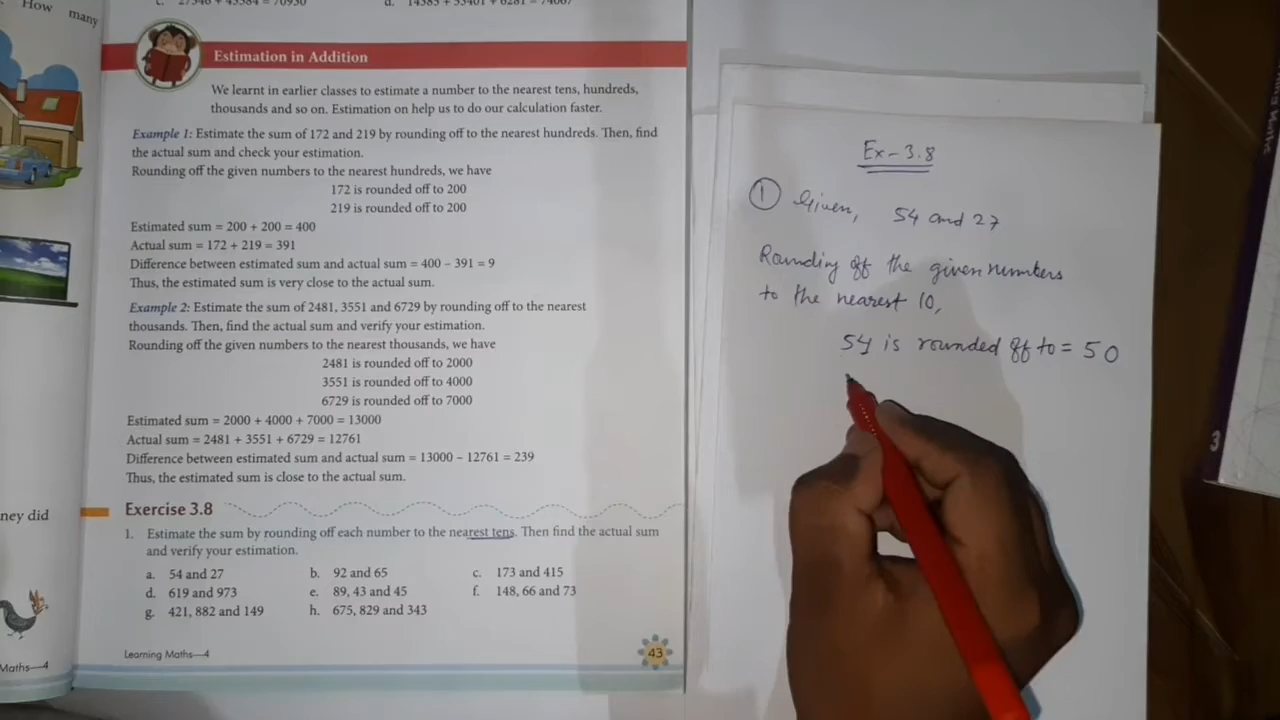 How many
Estimation in Addition
We learnt in earlier classes to estimate a number to the nearest tens, hundreds,
thousands and so on. Estimation on help us to do our calculation faster.
Example 1: Estimate the sum of 172 and 219 by rounding off to the nearest hundreds. Then, find
the actual sum and check your estimation.
Rounding off the given numbers to the nearest hundreds, we have
172 is rounded off to 200
219 is rounded off to 200
Estimated sum = 200 + 200 = 400
Actual sum = 172 + 219 = 391
Difference between estimated sum and actual sum = 400 – 391 = 9
Thus, the estimated sum is very close to the actual sum.
Example 2: Estimate the sum of 2481, 3551 and 6729 by rounding off to the nearest
thousands. Then, find the actual sum and verify your estimation.
Rounding off the given numbers to the nearest thousands, we have
2481 is rounded off to 2000
3551 is rounded off to 4000
6729 is rounded off to 7000
Estimated sum = 2000 + 4000 + 7000 = 13000
Actual sum = 2481 + 3551 + 6729 = 12761
Difference between estimated sum and actual sum = 13000 – 12761 = 239
Thus, the estimated sum is close to the actual sum.
ney did
Exercise 3.8
1. Estimate the sum by rounding off each number to the nearest tens. Then find the actual sum
and verify your estimation.
a. 54 and 27 b. 92 and 65 c. 173 and 415
d. 619 and 973 e. 89, 43 and 45 f. 148, 66 and 73
g. 421, 882 and 149 h. 675, 829 and 343
Maths—4
Learning Maths—4 43
Ex - 3.8
1 Given, 54 and 27
Rounding off the given numbers
to the nearest 10,
54 is rounded off to = 50
3